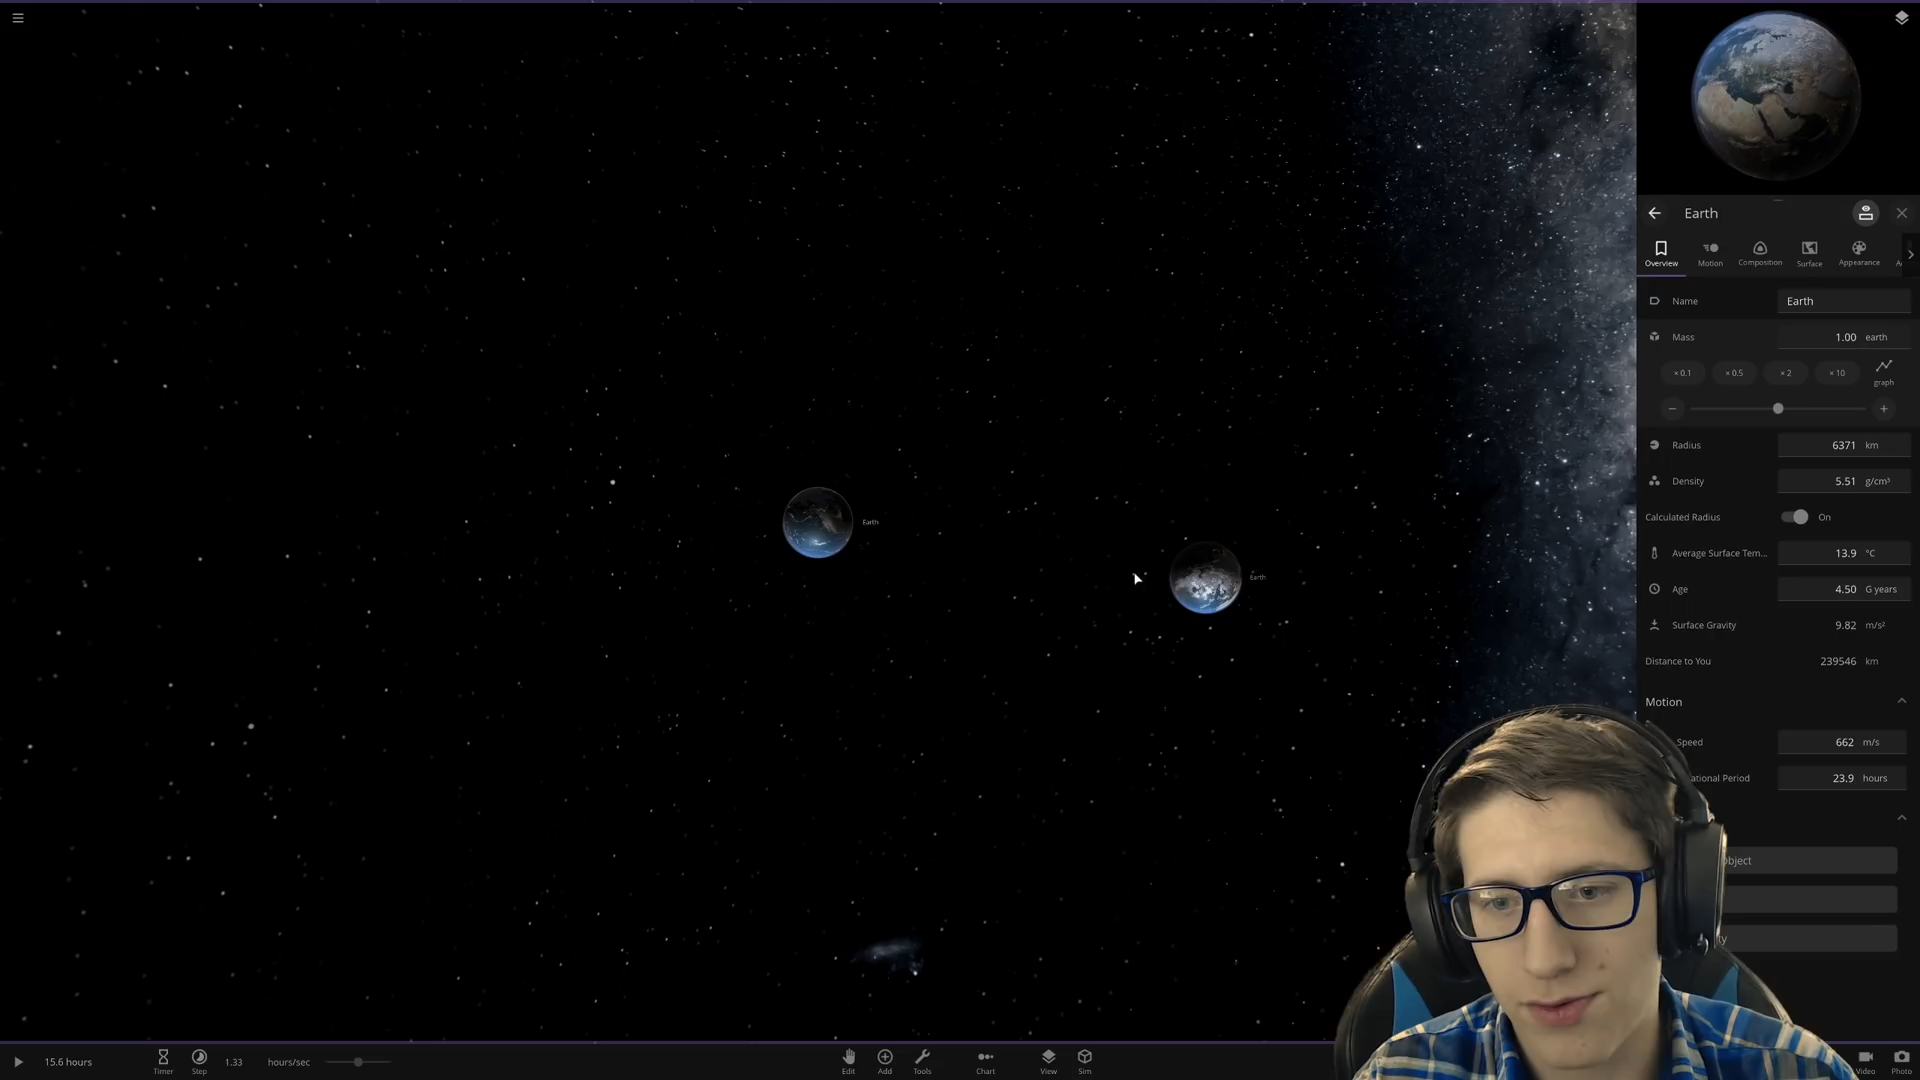 Earth
Overview
Motion
Composition
Surface
Appearance
Name
Earth
Mass
1.00 earth
× 0.1
× 0.5
× 2
× 10
graph
Radius
6371 km
Density
5.51 g/cm³
Calculated Radius
On
Average Surface Tem...
13.9 °C
Age
4.50 G years
Surface Gravity
9.82 m/s²
Distance to You
239546 km
Motion
Speed
662 m/s
ational Period
23.9 hours
Earth
Earth
15.6 hours
Timer
Step
1.33
hours/sec
Edit
Add
Tools
Chart
View
Sim
Video
Photo